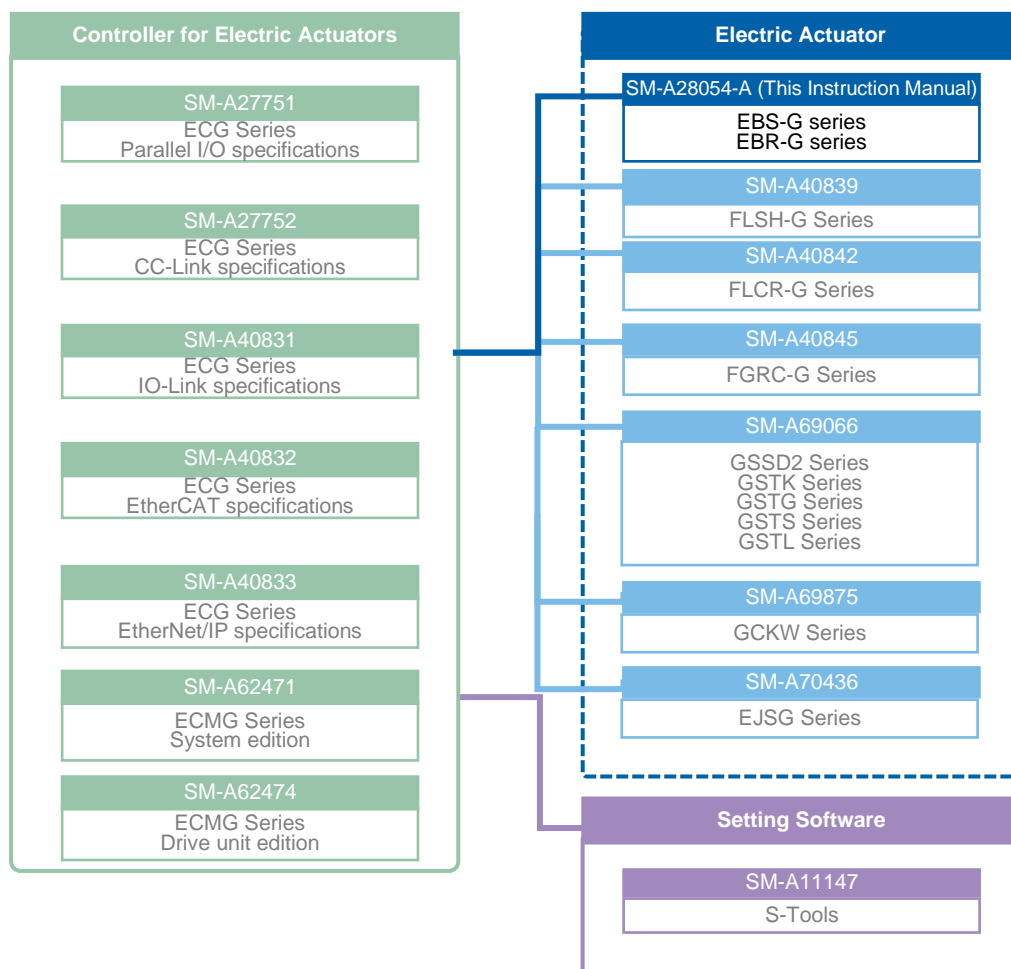 Controller for Electric Actuators
SM-A27751
ECG Series
Parallel I/O specifications
SM-A27752
ECG Series
CC-Link specifications
SM-A40831
ECG Series
IO-Link specifications
SM-A40832
ECG Series
EtherCAT specifications
SM-A40833
ECG Series
EtherNet/IP specifications
SM-A62471
ECMG Series
System edition
SM-A62474
ECMG Series
Drive unit edition
Electric Actuator
SM-A28054-A (This Instruction Manual)
EBS-G series
EBR-G series
SM-A40839
FLSH-G Series
SM-A40842
FLCR-G Series
SM-A40845
FGRC-G Series
SM-A69066
GSSD2 Series
GSTK Series
GSTG Series
GSTS Series
GSTL Series
SM-A69875
GCKW Series
SM-A70436
EJSG Series
Setting Software
SM-A11147
S-Tools